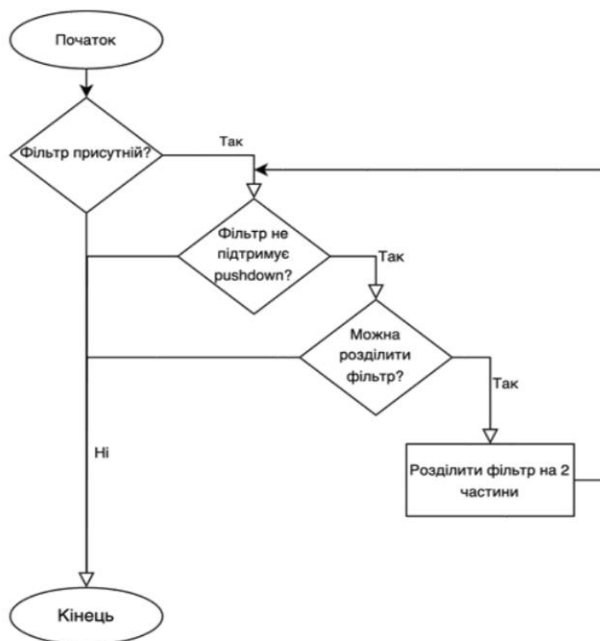 Початок
Фільтр присутній?
Так
Фільтр не
підтримує
pushdown?
Так
Можна
розділити
фільтр?
Так
Ні
Розділити фільтр на 2
частини
Кінець